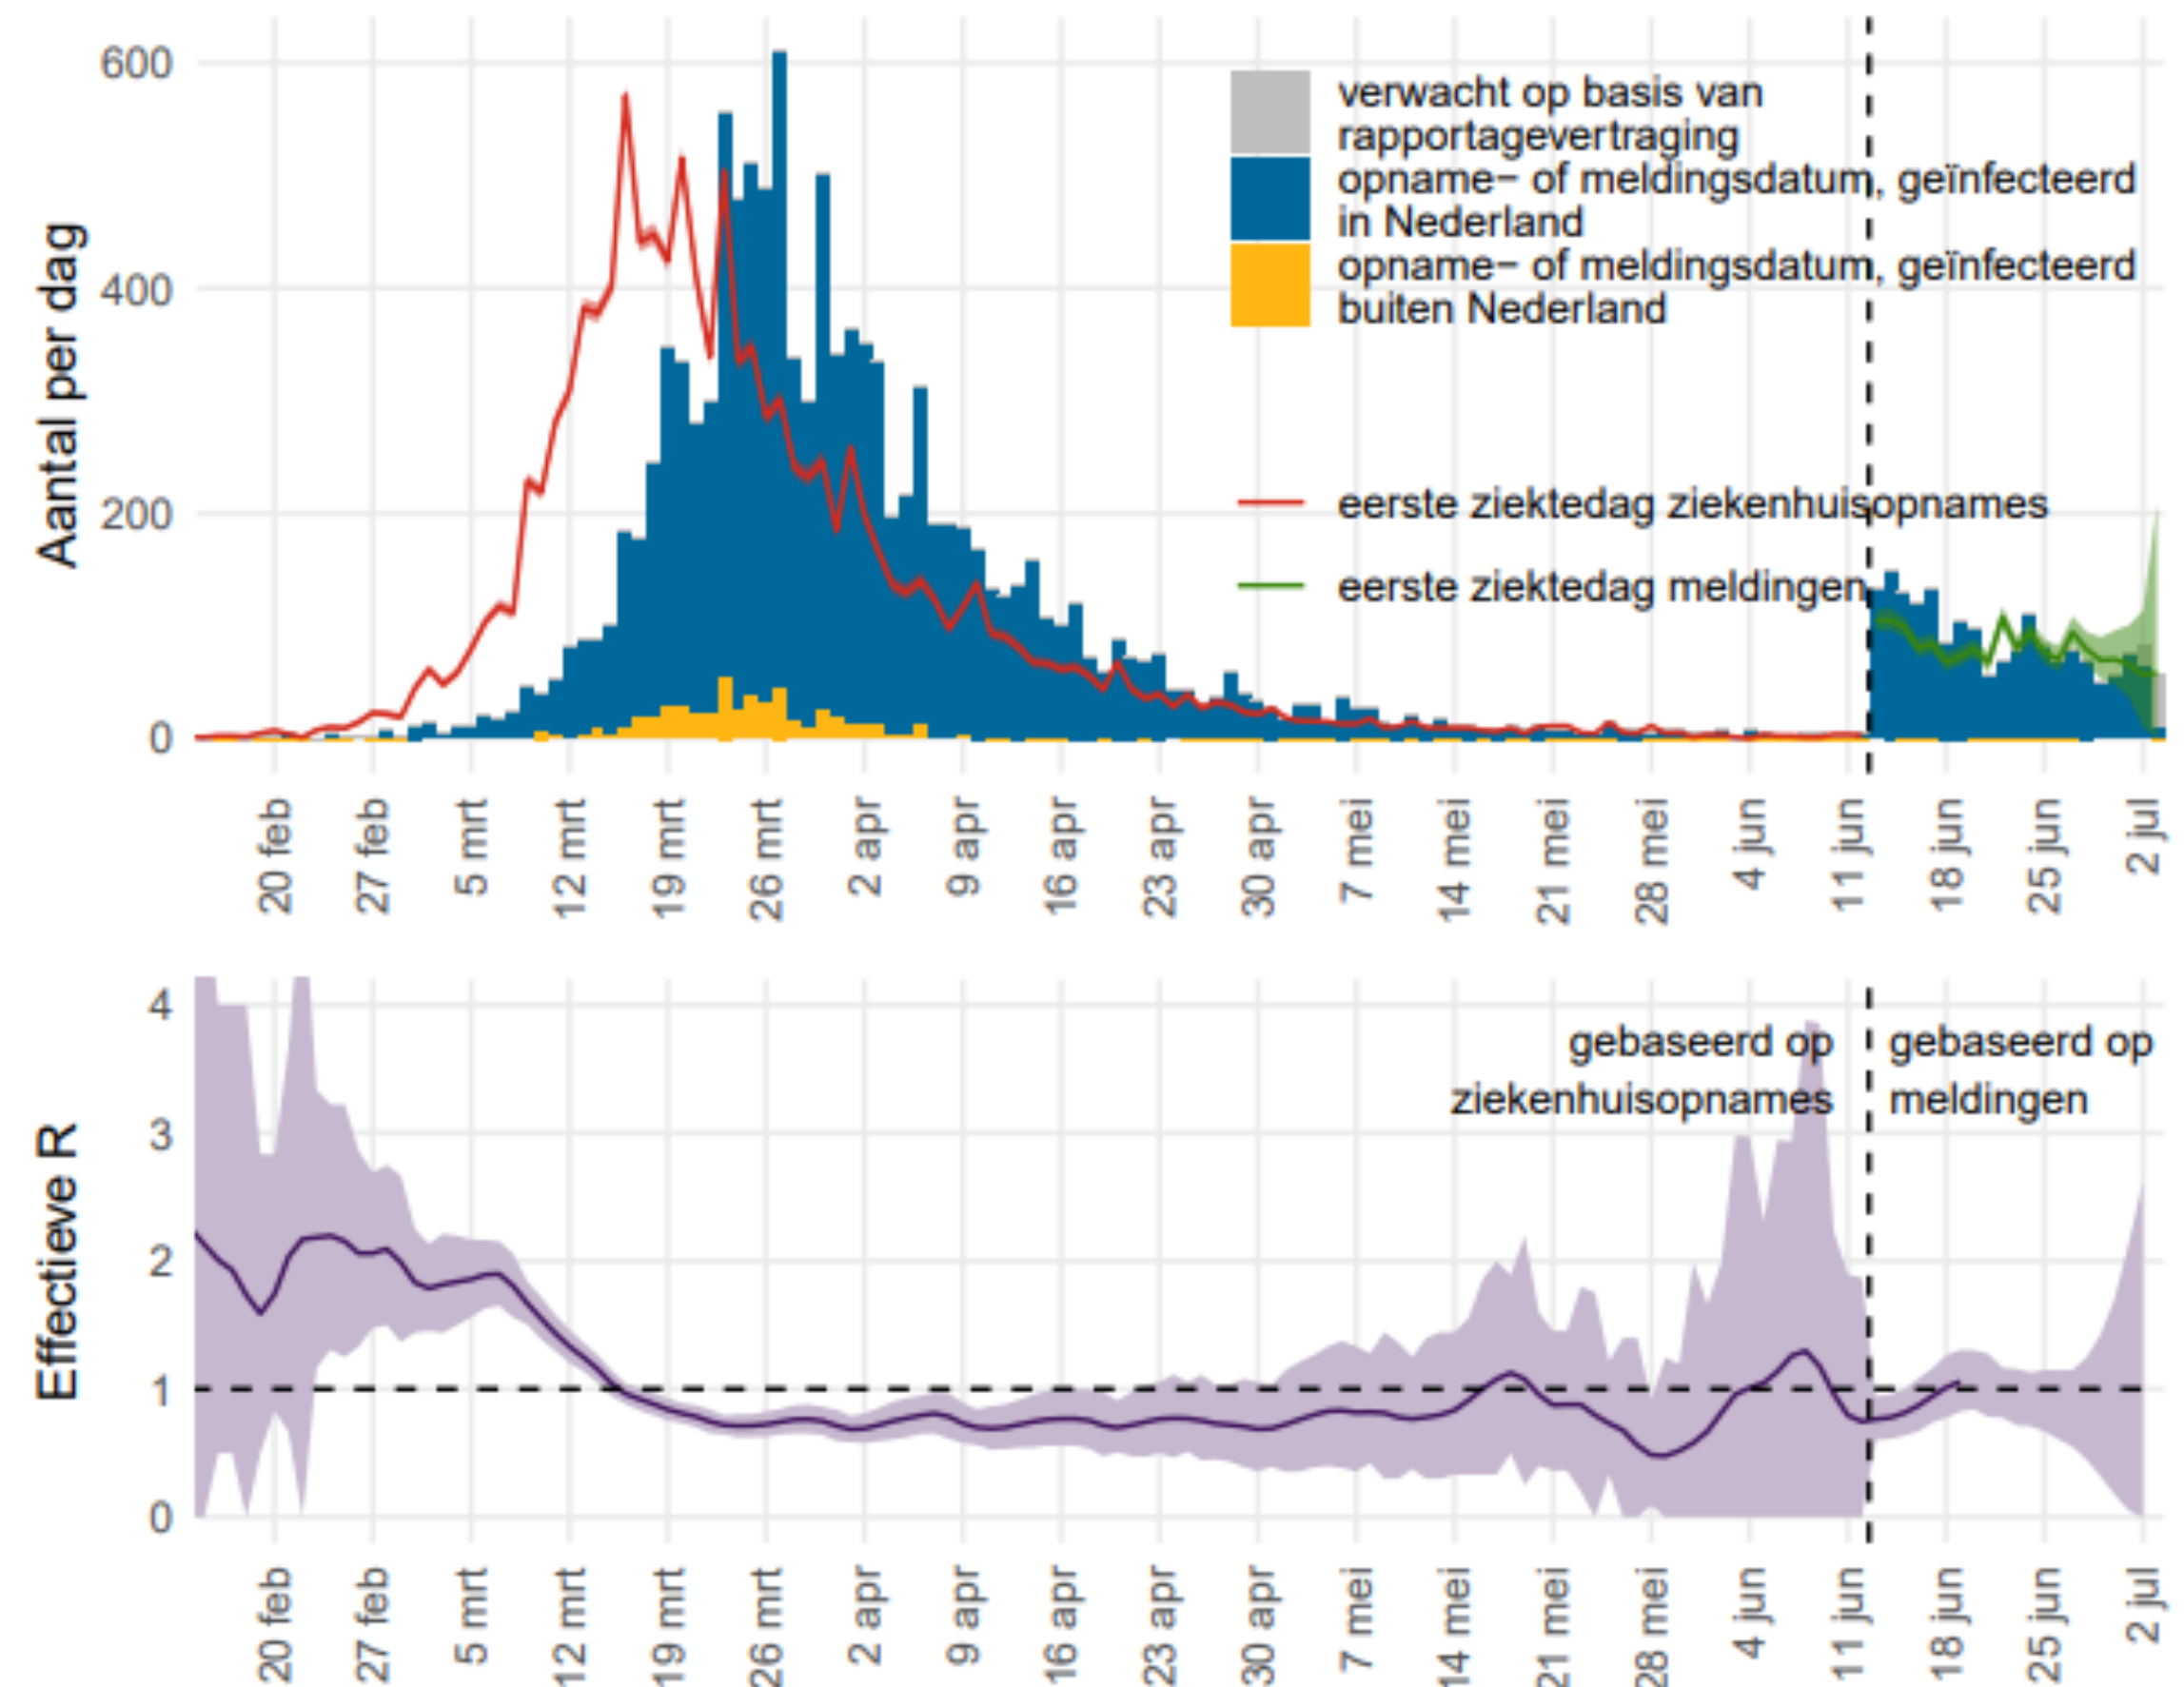 Aantal per dag
600
400
200
0
verwacht op basis van
rapportagevertraging
opname− of meldingsdatum, geïnfecteerd
in Nederland
opname− of meldingsdatum, geïnfecteerd
buiten Nederland
eerste ziektedag ziekenhuisopnames
eerste ziektedag meldingen
20 feb
27 feb
5 mrt
12 mrt
19 mrt
26 mrt
2 apr
9 apr
16 apr
23 apr
30 apr
7 mei
14 mei
21 mei
28 mei
4 jun
11 jun
18 jun
25 jun
2 jul
Effectieve R
4
3
2
1
0
gebaseerd op
ziekenhuisopnames
gebaseerd op
meldingen
20 feb
27 feb
5 mrt
12 mrt
19 mrt
26 mrt
2 apr
9 apr
16 apr
23 apr
30 apr
7 mei
14 mei
21 mei
28 mei
4 jun
11 jun
18 jun
25 jun
2 jul